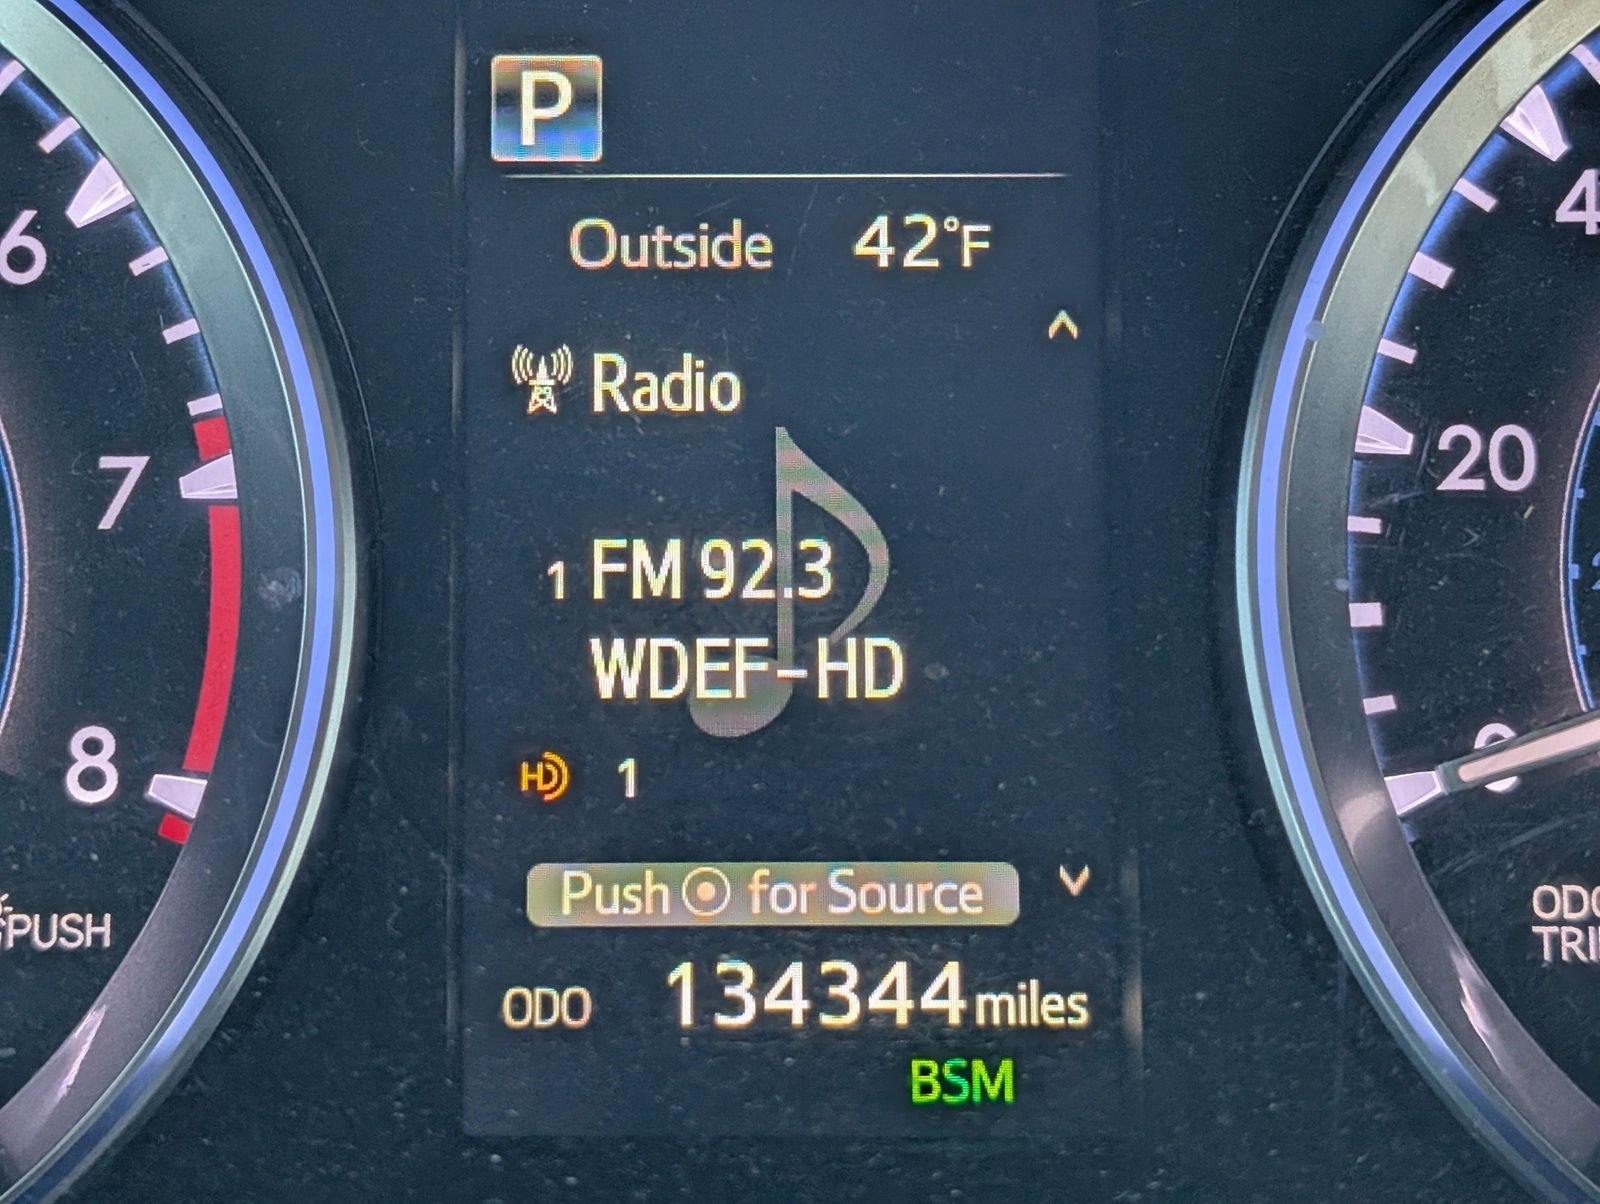 P
Outside 42°F
Radio
1 FM 92.3
WDEF-HD
HD 1
Push for Source
ODO 134344 miles
BSM
6
7
8
PUSH
20
0